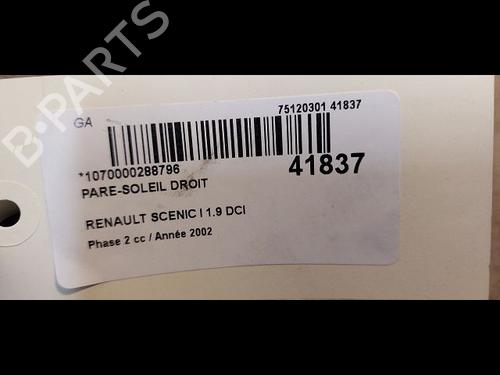 B-PARTS
GA
75120301 41837
*1070000288796
41837
PARE-SOLEIL DROIT
RENAULT SCENIC I 1.9 DCI
Phase 2 cc / Année 2002